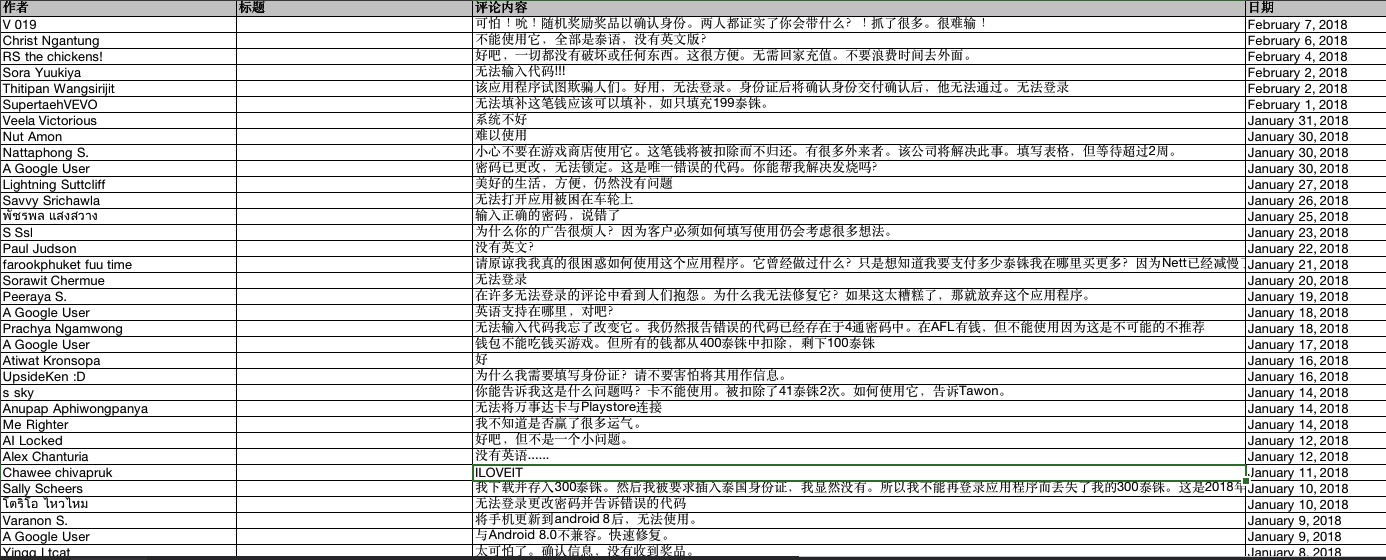 作者 标题 评论内容 日期
V 019 可怕！吮！随机奖励奖品以确认身份。两人都证实了你会带什么？！抓了很多。很难输！ February 7, 2018
Christ Ngantung 不能使用它，全部是泰语，没有英文版? February 6, 2018
RS the chickens! 好吧，一切都没有破坏或任何东西。这很方便。无需回家充值。不要浪费时间去外面。 February 4, 2018
Sora Yuukiya 无法输入代码!!! February 2, 2018
Thitipan Wangsirijit 该应用程序试图欺骗人们。好用，无法登录。身份证后将确认身份交付确认后，他无法通过。无法登录 February 2, 2018
SupertaehVEVO 无法填补这笔钱应该可以填补，如只填充199泰铢。 February 1, 2018
Veela Victorious 系统不好 January 31, 2018
Nut Amon 难以使用 January 30, 2018
Nattaphong S. 小心不要在游戏商店使用它。这笔钱将被扣除而不归还。有很多外来者。该公司将解决此事。填写表格，但等待超过2周。 January 30, 2018
A Google User 密码已更改，无法锁定。这是唯一错误的代码。你能帮我解决发烧吗? January 30, 2018
Lightning Suttcliff 美好的生活，方便，仍然没有问题 January 27, 2018
Savvy Srichawla 无法打开应用被困在车轮上 January 26, 2018
พัชรพล แสงสวาง 输入正确的密码，说错了 January 25, 2018
S Ssl 为什么你的广告很烦人？因为客户必须如何填写使用仍会考虑很多想法。 January 23, 2018
Paul Judson 没有英文? January 22, 2018
farookphuket fuu time 请原谅我我真的很困惑如何使用这个应用程序。它曾经做过什么？只是想知道我要支付多少泰铢我在哪里买更多？因为Nett已经减慢 January 21, 2018
Sorawit Chermue 无法登录 January 20, 2018
Peeraya S. 在许多无法登录的评论中看到人们抱怨。为什么我无法修复它？如果这太糟糕了，那就放弃这个应用程序。 January 19, 2018
A Google User 英语支持在哪里，对吧? January 18, 2018
Prachya Ngamwong 无法输入代码我忘了改变它。我仍然报告错误的代码已经存在于4通密码中。在AFL有钱，但不能使用因为这是不可能的不推荐 January 18, 2018
A Google User 钱包不能吃钱买游戏。但所有的钱都从400泰铢中扣除，剩下100泰铢 January 17, 2018
Atiwat Kronsopa 好 January 16, 2018
UpsideKen :D 为什么我需要填写身份证？请不要害怕将其用作信息。 January 16, 2018
s sky 你能告诉我这是什么问题吗？卡不能使用。被扣除了41泰铢2次。如何使用它，告诉Tawon。 January 14, 2018
Anupap Aphiwongpanya 无法将万事达卡与Playstore连接 January 14, 2018
Me Righter 我不知道是否赢了很多运气。 January 14, 2018
AI Locked 好吧，但不是一个小问题。 January 12, 2018
Alex Chanturia 没有英语...... January 12, 2018
Chawee chivapruk ILOVEIT January 11, 2018
Sally Scheers 我下载并存入300泰铢。然后我被要求插入泰国身份证，我显然没有。所以我不能再登录应用程序而丢失了我的300泰铢。这是2018年 January 10, 2018
โตริโอ ไหวไหม 无法登录更改密码并告诉错误的代码 January 10, 2018
Varanon S. 将手机更新到android 8后，无法使用。 January 9, 2018
A Google User 与Android 8.0不兼容。快速修复。 January 9, 2018
Yingg Ltcat 太可怕了。确认信息，没有收到奖品。 January 8, 2018